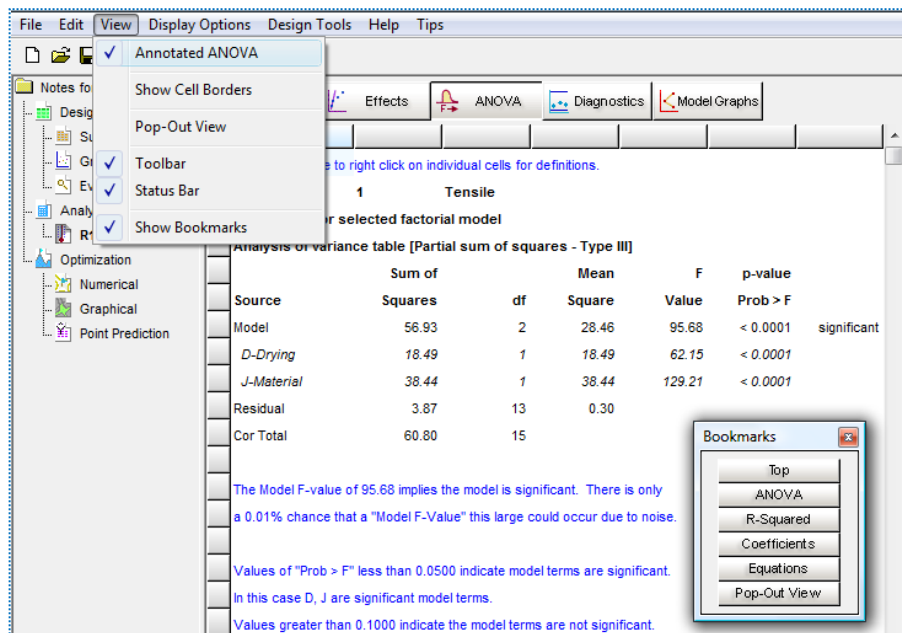 File Edit View Display Options Design Tools Help Tips
Annotated ANOVA
Show Cell Borders
Pop-Out View
Toolbar
Status Bar
Show Bookmarks
Notes for
Desig
Su
Gr
Ev
Analy
R1
Optimization
Numerical
Graphical
Point Prediction
Effects ANOVA Diagnostics Model Graphs
e to right click on individual cells for definitions.
1 Tensile
or selected factorial model
Analysis of variance table [Partial sum of squares - Type III]
Sum of Mean F p-value
Source Squares df Square Value Prob > F
Model 56.93 2 28.46 95.68 < 0.0001 significant
D-Drying 18.49 1 18.49 62.15 < 0.0001
J-Material 38.44 1 38.44 129.21 < 0.0001
Residual 3.87 13 0.30
Cor Total 60.80 15
The Model F-value of 95.68 implies the model is significant. There is only
a 0.01% chance that a "Model F-Value" this large could occur due to noise.
Values of "Prob > F" less than 0.0500 indicate model terms are significant.
In this case D, J are significant model terms.
Values greater than 0.1000 indicate the model terms are not significant.
Bookmarks
Top
ANOVA
R-Squared
Coefficients
Equations
Pop-Out View